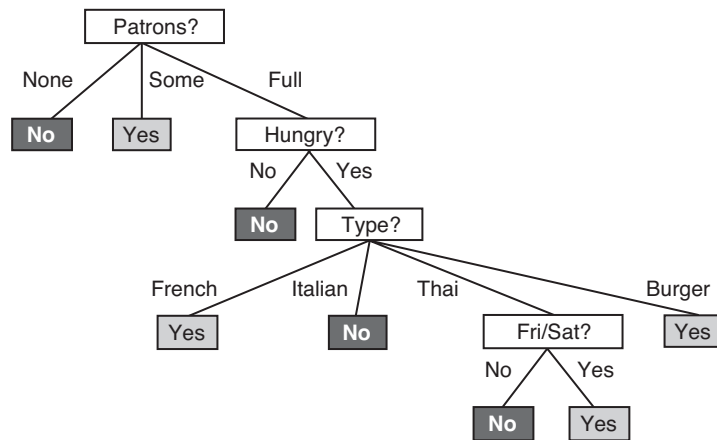 Patrons?
None Some Full
No Yes Hungry?
No Yes
No Type?
French Italian Thai Burger
Yes No Fri/Sat? Yes
No Yes
No Yes